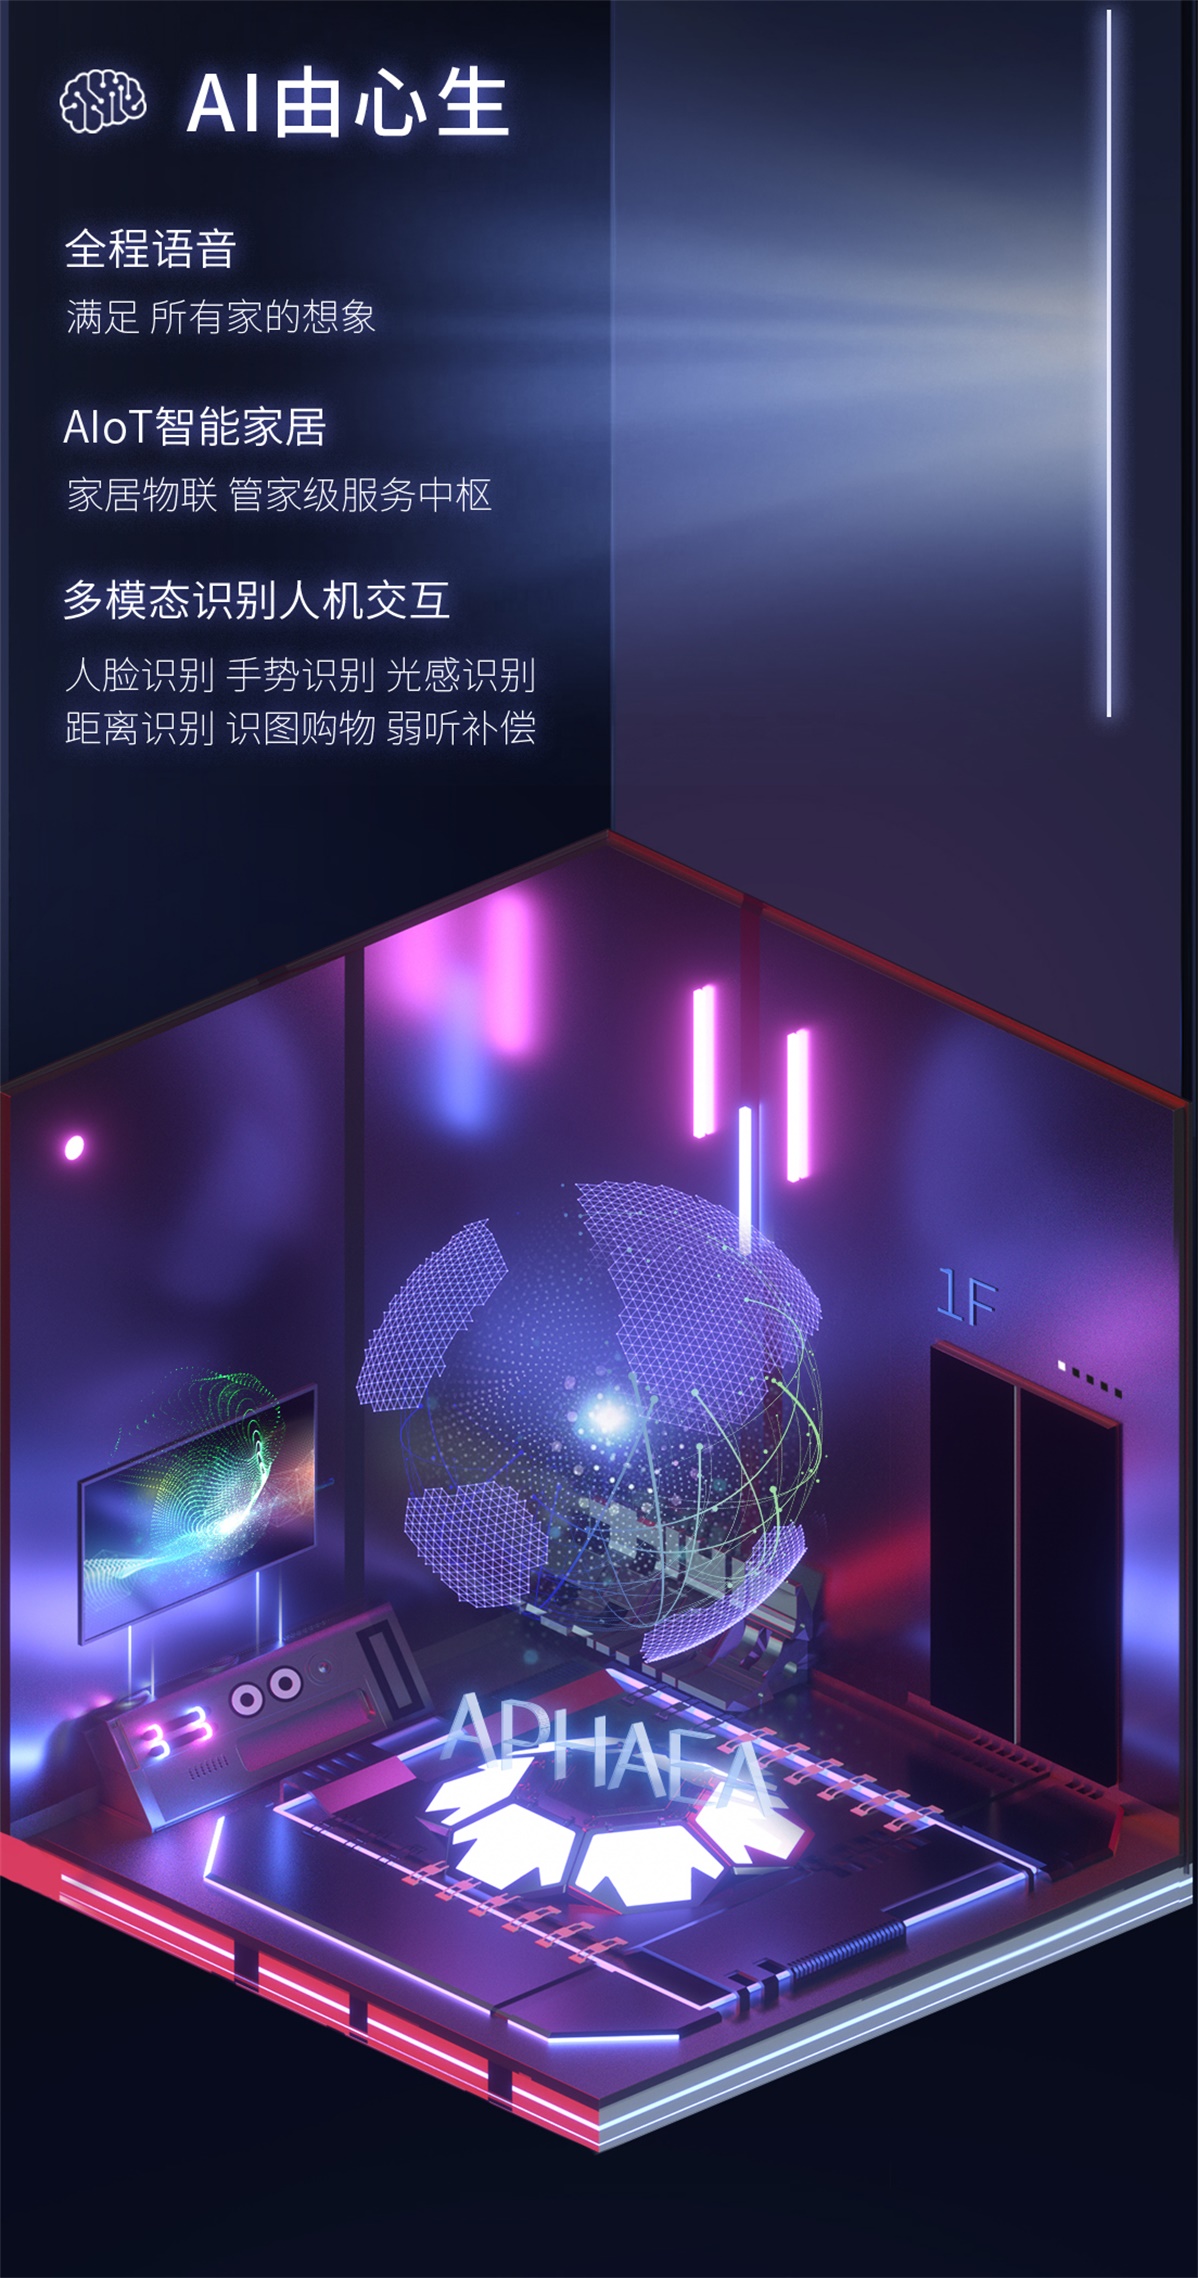 AI由心生
全程语音
满足 所有家的想象
AIoT智能家居
家居物联 管家级服务中枢
多模态识别人机交互
人脸识别 手势识别 光感识别
距离识别 识图购物 弱听补偿
1F
33
APHAEA